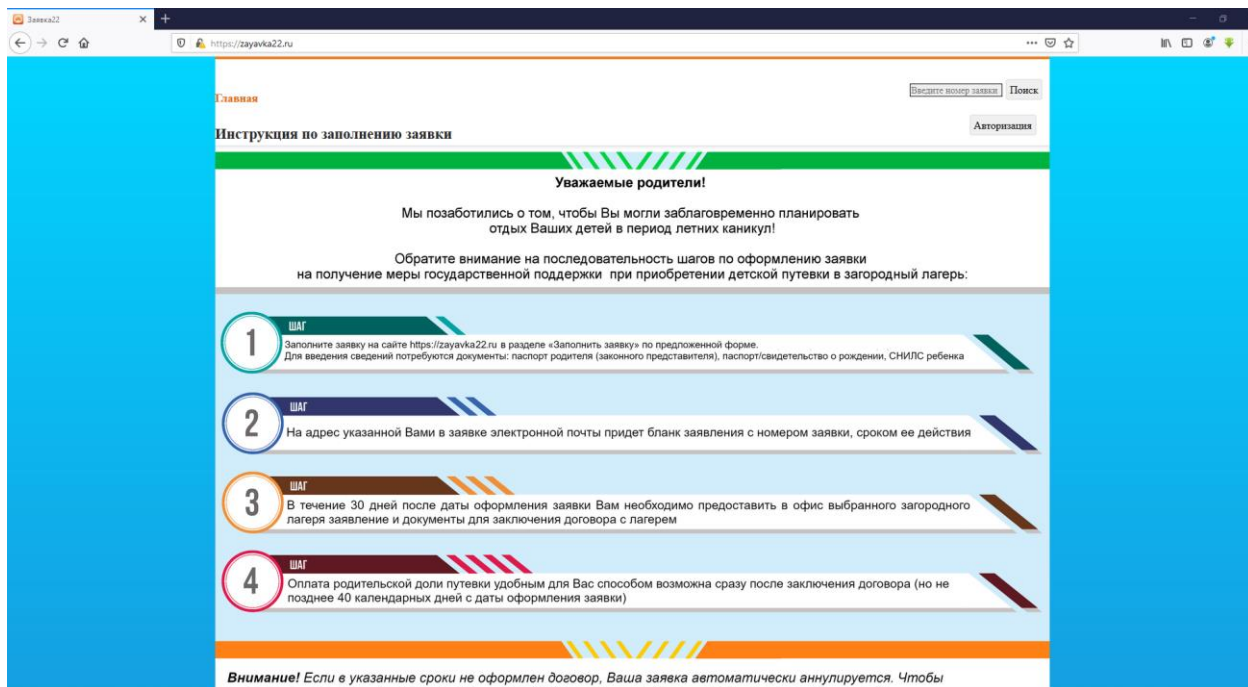 Заявка22
https://zayavka22.ru
Главная
Введите номер заявки
Поиск
Инструкция по заполнению заявки
Авторизация
Уважаемые родители!
Мы позаботились о том, чтобы Вы могли заблаговременно планировать
отдых Ваших детей в период летних каникул!
Обратите внимание на последовательность шагов по оформлению заявки
на получение меры государственной поддержки при приобретении детской путевки в загородный лагерь:
1
ШАГ
Заполните заявку на сайте https://zayavka22.ru в разделе «Заполнить заявку» по предложенной форме.
Для введения сведений потребуются документы: паспорт родителя (законного представителя), паспорт/свидетельство о рождении, СНИЛС ребенка
2
ШАГ
На адрес указанной Вами в заявке электронной почты придет бланк заявления с номером заявки, сроком ее действия
3
ШАГ
В течение 30 дней после даты оформления заявки Вам необходимо предоставить в офис выбранного загородного
лагеря заявление и документы для заключения договора с лагерем
4
ШАГ
Оплата родительской доли путевки удобным для Вас способом возможна сразу после заключения договора (но не
позднее 40 календарных дней с даты оформления заявки)
Внимание! Если в указанные сроки не оформлен договор, Ваша заявка автоматически аннулируется. Чтобы